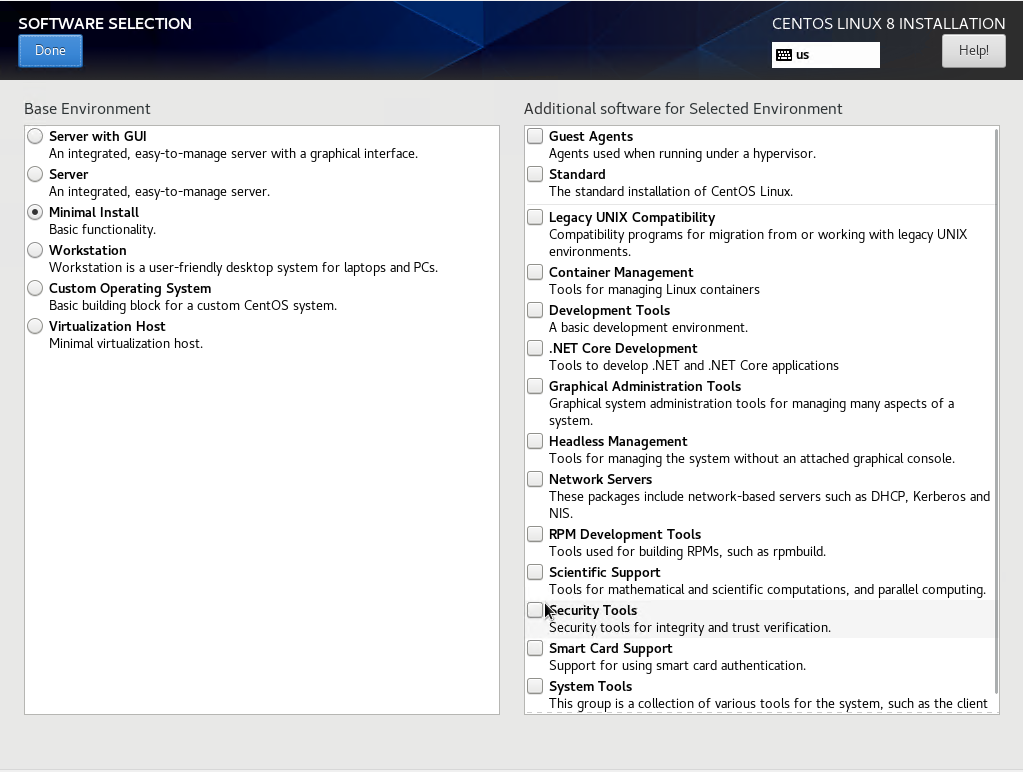 SOFTWARE SELECTION
CENTOS LINUX 8 INSTALLATION
Done
us
Help!
Base Environment
Server with GUI
An integrated, easy-to-manage server with a graphical interface.
Server
An integrated, easy-to-manage server.
Minimal Install
Basic functionality.
Workstation
Workstation is a user-friendly desktop system for laptops and PCs.
Custom Operating System
Basic building block for a custom CentOS system.
Virtualization Host
Minimal virtualization host.
Additional software for Selected Environment
Guest Agents
Agents used when running under a hypervisor.
Standard
The standard installation of CentOS Linux.
Legacy UNIX Compatibility
Compatibility programs for migration from or working with legacy UNIX
environments.
Container Management
Tools for managing Linux containers
Development Tools
A basic development environment.
.NET Core Development
Tools to develop .NET and .NET Core applications
Graphical Administration Tools
Graphical system administration tools for managing many aspects of a
system.
Headless Management
Tools for managing the system without an attached graphical console.
Network Servers
These packages include network-based servers such as DHCP, Kerberos and
NIS.
RPM Development Tools
Tools used for building RPMs, such as rpmbuild.
Scientific Support
Tools for mathematical and scientific computations, and parallel computing.
Security Tools
Security tools for integrity and trust verification.
Smart Card Support
Support for using smart card authentication.
System Tools
This group is a collection of various tools for the system, such as the client